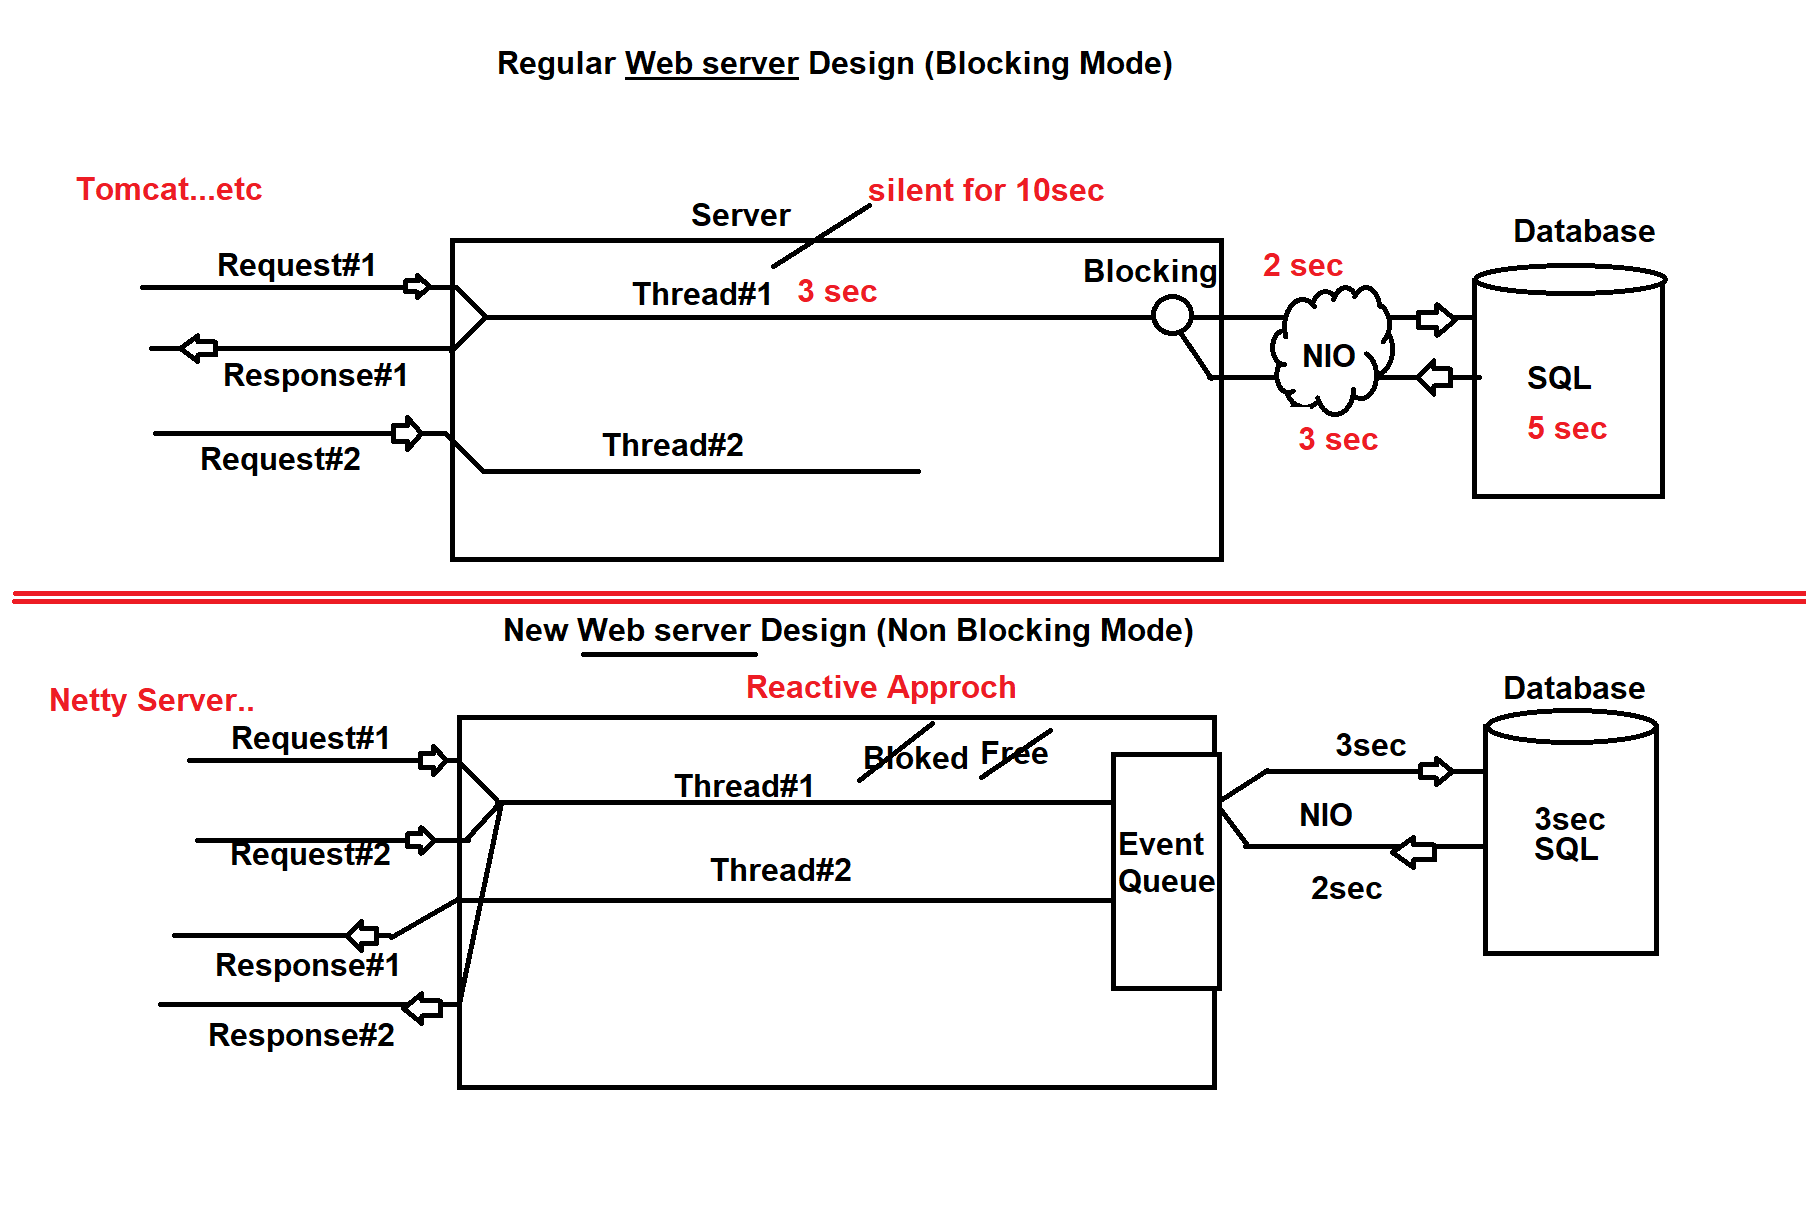 Regular Web server Design (Blocking Mode)
Tomcat...etc
silent for 10sec
Server
Database
Request#1
Thread#1 3 sec
Blocking
2 sec
NIO
Response#1
SQL
5 sec
3 sec
Request#2
Thread#2
New Web server Design (Non Blocking Mode)
Reactive Approch
Netty Server..
Database
Request#1
Bloked Free
3sec
Thread#1
NIO
3sec
SQL
Request#2
Event
Queue
Thread#2
2sec
Response#1
Response#2